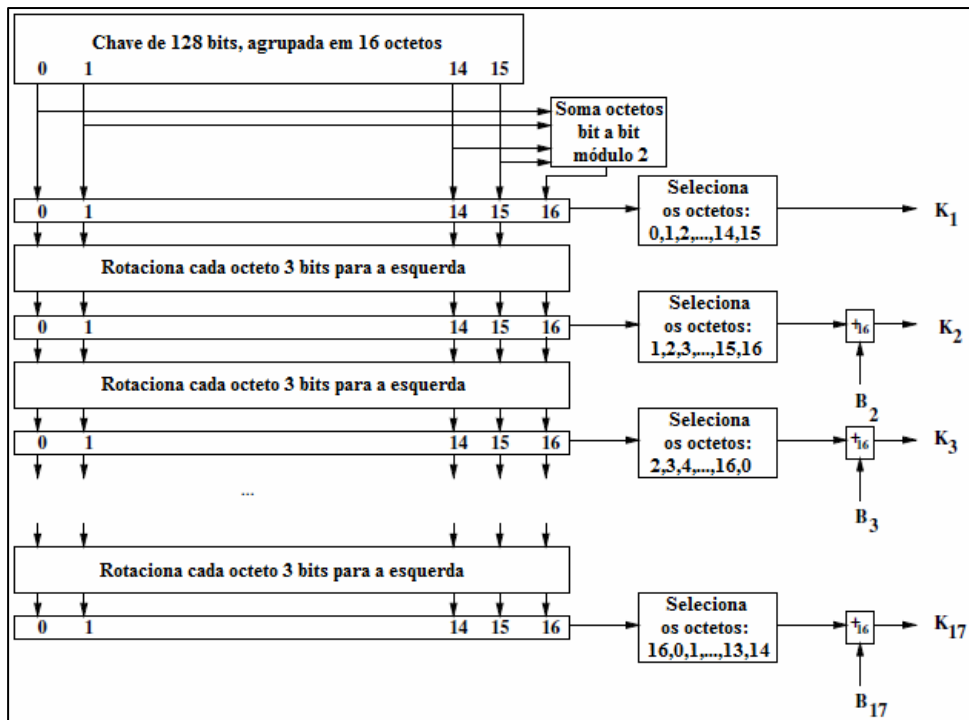 Chave de 128 bits, agrupada em 16 octetos
0 1 14 15
Soma octetos
bit a bit
módulo 2
0 1 14 15 16
Seleciona
os octetos:
0,1,2,...,14,15
K1
Rotaciona cada octeto 3 bits para a esquerda
0 1 14 15 16
Seleciona
os octetos:
1,2,3,...,15,16
+16
K2
B2
Rotaciona cada octeto 3 bits para a esquerda
0 1 14 15 16
Seleciona
os octetos:
2,3,4,...,16,0
+16
K3
B3
...
Rotaciona cada octeto 3 bits para a esquerda
0 1 14 15 16
Seleciona
os octetos:
16,0,1,...,13,14
+16
K17
B17